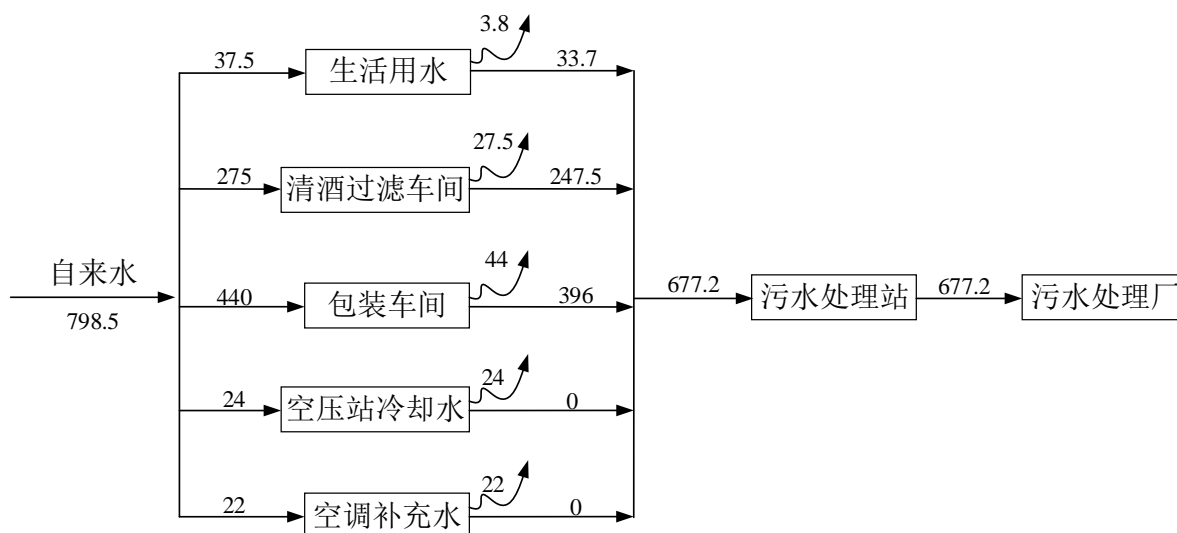 3.8
37.5
生活用水
33.7
27.5
275
清酒过滤车间
247.5
自来水
798.5
44
440
包装车间
396
677.2
污水处理站
677.2
污水处理厂
24
24
空压站冷却水
0
22
22
空调补充水
0